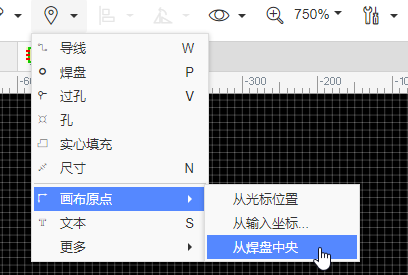 750%
-600
-300
-200
-100
导线 W
焊盘 P
过孔 V
孔
实心填充
尺寸 N
画布原点
从光标位置
文本 S
从输入坐标...
更多
从焊盘中央